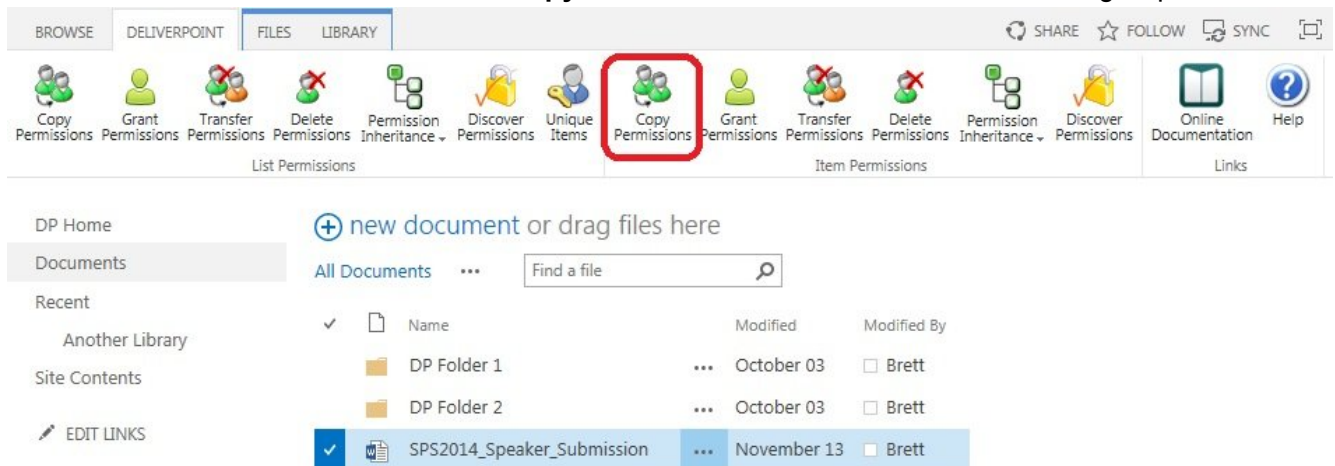 Copy
BROWSE DELIVERPOINT FILES LIBRARY SHARE FOLLOW SYNC
Copy Permissions Grant Permissions Transfer Permissions Delete Permissions Permission Inheritance Discover Permissions Unique Items Copy Permissions Grant Permissions Transfer Permissions Delete Permissions Permission Inheritance Discover Permissions Online Documentation Help
List Permissions Item Permissions Links
DP Home
Documents
Recent
Another Library
Site Contents
EDIT LINKS
new document or drag files here
All Documents ••• Find a file
Name Modified Modified By
DP Folder 1 ••• October 03 Brett
DP Folder 2 ••• October 03 Brett
SPS2014_Speaker_Submission ••• November 13 Brett